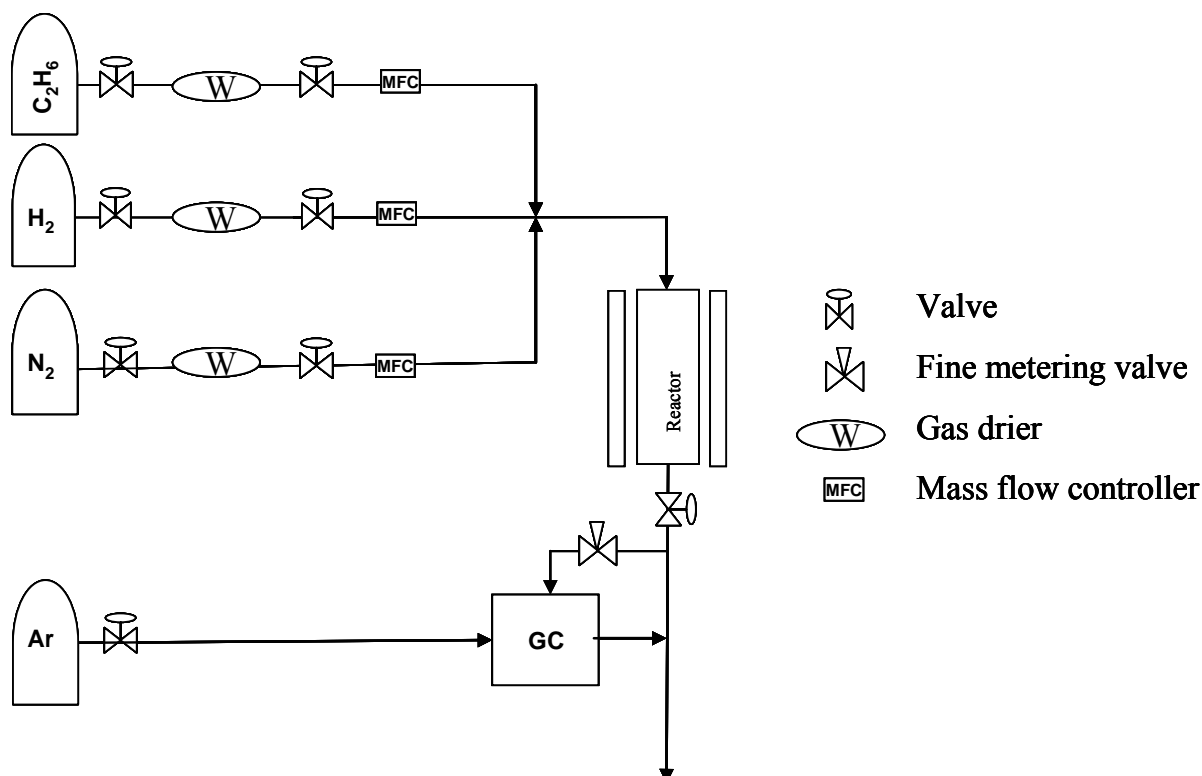 C₂H₆
W
MFC
H₂
W
MFC
N₂
W
MFC
Reactor
Valve
Fine metering valve
W
Gas drier
MFC
Mass flow controller
Ar
GC